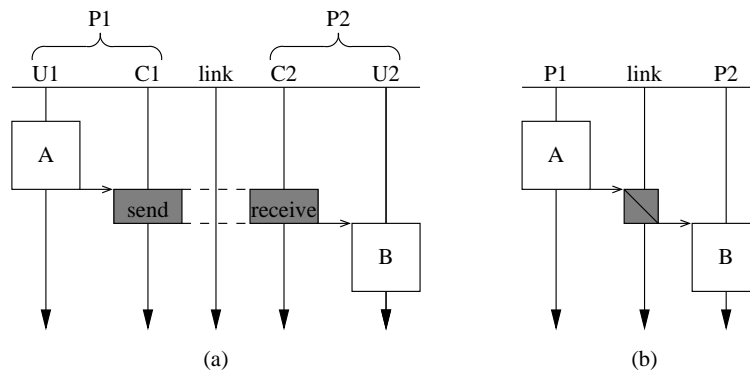 P1 P2
U1 C1 link C2 U2 P1 link P2
A A
send receive
B B
(a) (b)